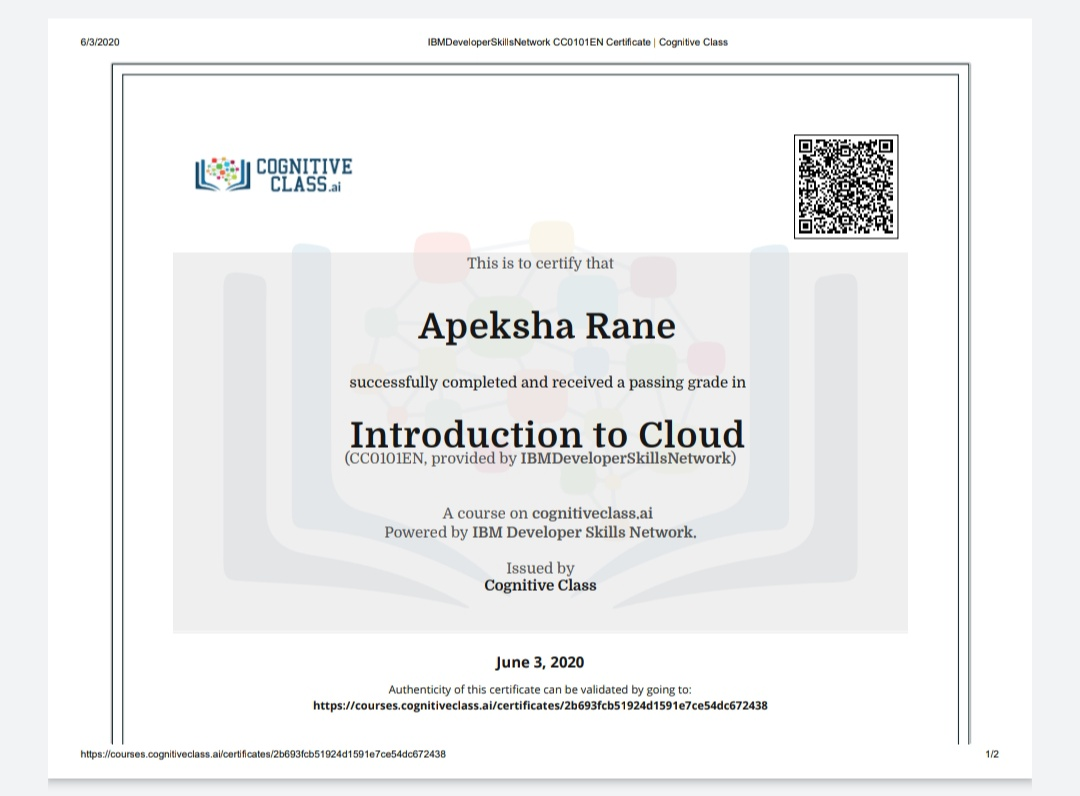 6/3/2020
IBMDeveloperSkillsNetwork CC0101EN Certificate | Cognitive Class
COGNITIVE
CLASS.ai
This is to certify that
Apeksha Rane
successfully completed and received a passing grade in
Introduction to Cloud
(CC0101EN, provided by IBMDeveloperSkillsNetwork)
A course on cognitiveclass.ai
Powered by IBM Developer Skills Network.
Issued by
Cognitive Class
June 3, 2020
Authenticity of this certificate can be validated by going to:
https://courses.cognitiveclass.ai/certificates/2b693fcb51924d1591e7ce54dc672438
https://courses.cognitiveclass.ai/certificates/2b693fcb51924d1591e7ce54dc672438
1/2